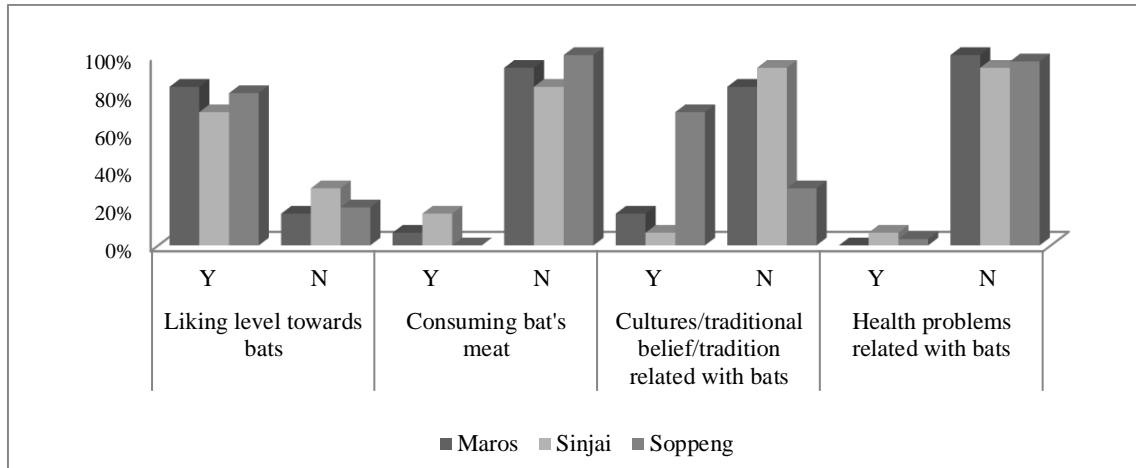 100%
80%
60%
40%
20%
0%
Y N Y N Y N Y N
Liking level towards bats
Consuming bat's meat
Cultures/traditional belief/tradition related with bats
Health problems related with bats
Maros Sinjai Soppeng